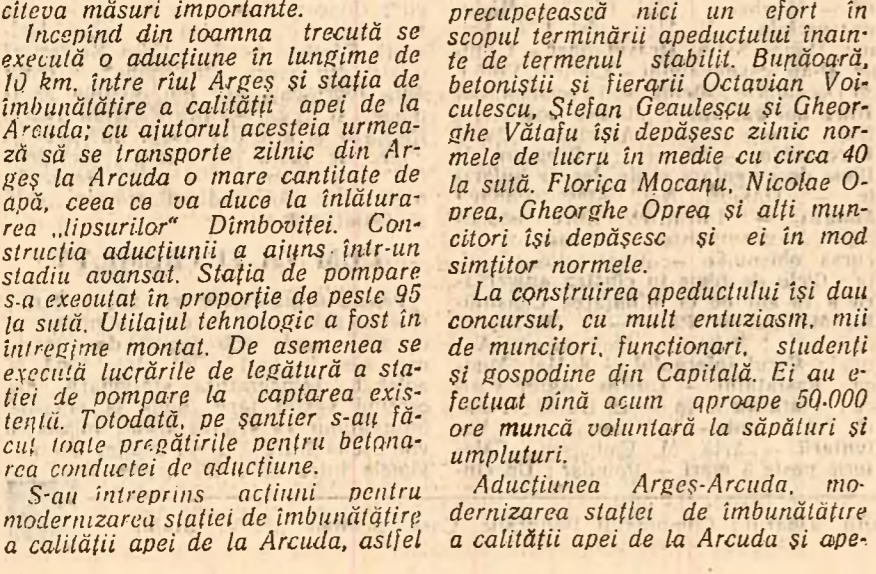 cîteva măsuri importante.
Începînd din toamna trecută se
execută o aducțiune în lungime de
10 km. între rîul Argeș și stația de
îmbunătățire a calității apei de la
Arcuda; cu ajutorul acesteia urmea-
ză să se transporte zilnic din Ar-
geș la Arcuda o mare cantitate de
apă, ceea ce va duce la înlătura-
rea „lipsurilor“ Dîmboviței. Con-
strucția aducțiunii a ajuns într-un
stadiu avansat. Stația de pompare
s-a executat în proporție de peste 95
la sută. Utilajul tehnologic a fost în
întregime montat. De asemenea se
execută lucrările de legătură a sta-
ției de pompare la captarea exis-
tentă. Totodată, pe șantier s-au fă-
cut toate pregătirile pentru betona-
rea conductei de aducțiune.
S-au întreprins acțiuni pentru
modernizarea stației de îmbunătățire
a calității apei de la Arcuda, astfel
precupețească nici un efort în
scopul terminării apeductului înain-
te de termenul stabilit. Bunăoară,
betoniștii și fierarii Octavian Voi-
culescu, Ștefan Geaulescu și Gheor-
ghe Vătafu își depășesc zilnic nor-
mele de lucru în medie cu circa 40
la sută. Florica Mocanu, Nicolae O-
prea, Gheorghe Oprea și alți mun-
citori își depășesc și ei în mod
simțitor normele.
La construirea apeductului își dau
concursul, cu mult entuziasm, mii
de muncitori, funcționari, studenți
și gospodine din Capitală. Ei au e-
fectuat pînă acum aproape 50.000
ore muncă voluntară la săpături și
umpluturi.
Aducțiunea Argeș-Arcuda, mo-
dernizarea stației de îmbunătățire
a calității apei de la Arcuda și ape-